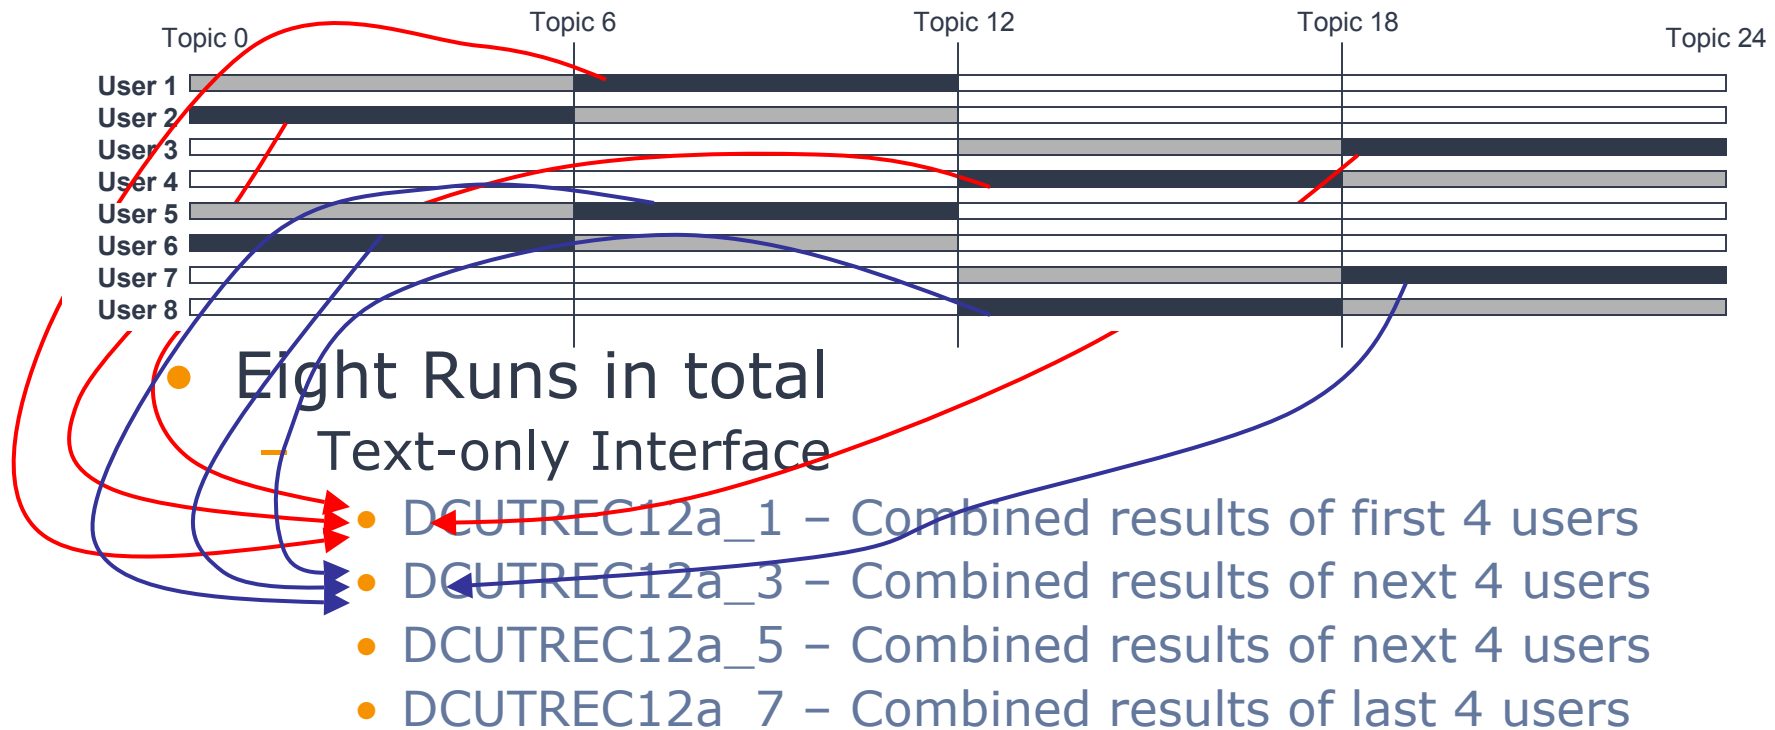 Topic 0
Topic 6
Topic 12
Topic 18
Topic 24
User 1
User 2
User 3
User 4
User 5
User 6
User 7
User 8
Eight Runs in total
– Text-only Interface
DCUTREC12a_1 – Combined results of first 4 users
DCUTREC12a_3 – Combined results of next 4 users
DCUTREC12a_5 – Combined results of next 4 users
DCUTREC12a_7 – Combined results of last 4 users